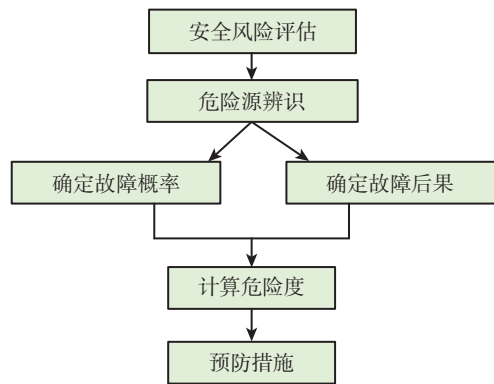 安全风险评估
危险源辨识
确定故障概率
确定故障后果
计算危险度
预防措施